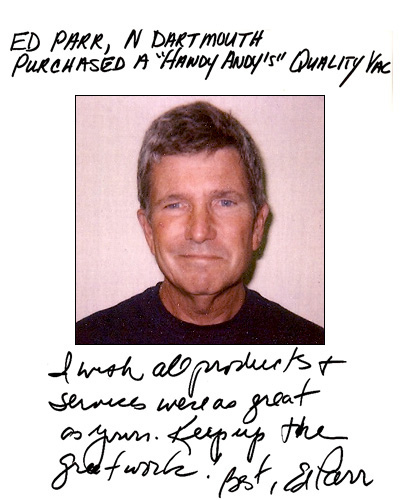 ED PARR, N DARTMOUTH
PURCHASED A "HANDY ANDY'S" QUALITY VAC
I wish all products +
services were as great
as yours. Keep up the
great work! Best, Ed Parr